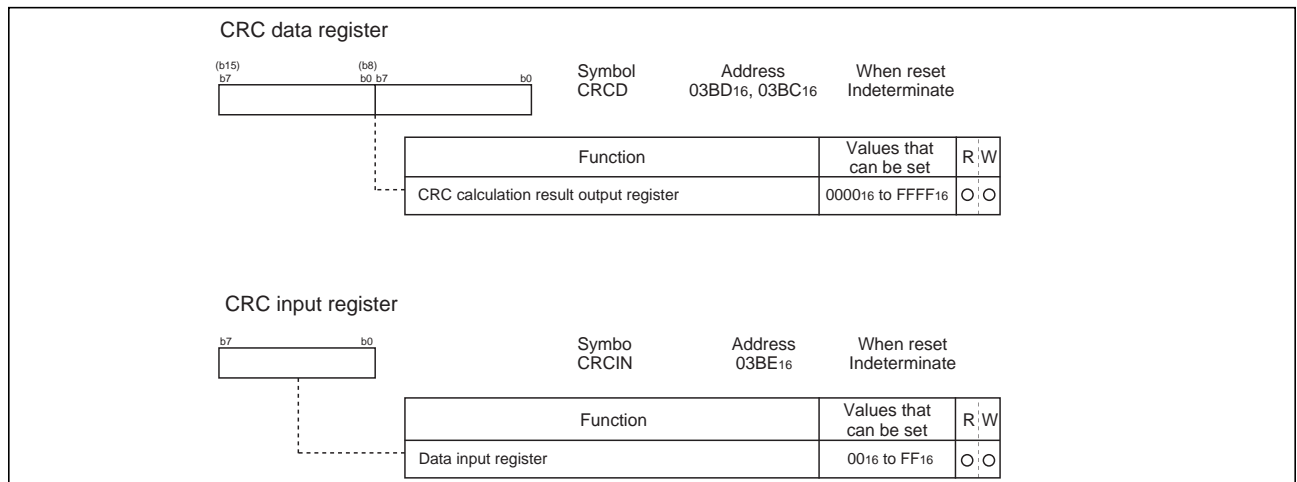 CRC data register
(b15) (b8)
b7 b0 b7 b0
Symbol Address When reset
CRCD 03BD16, 03BC16 Indeterminate
Function Values that can be set R W
CRC calculation result output register 000016 to FFFF16 O O
CRC input register
b7 b0
Symbo Address When reset
CRCIN 03BE16 Indeterminate
Function Values that can be set R W
Data input register 0016 to FF16 O O